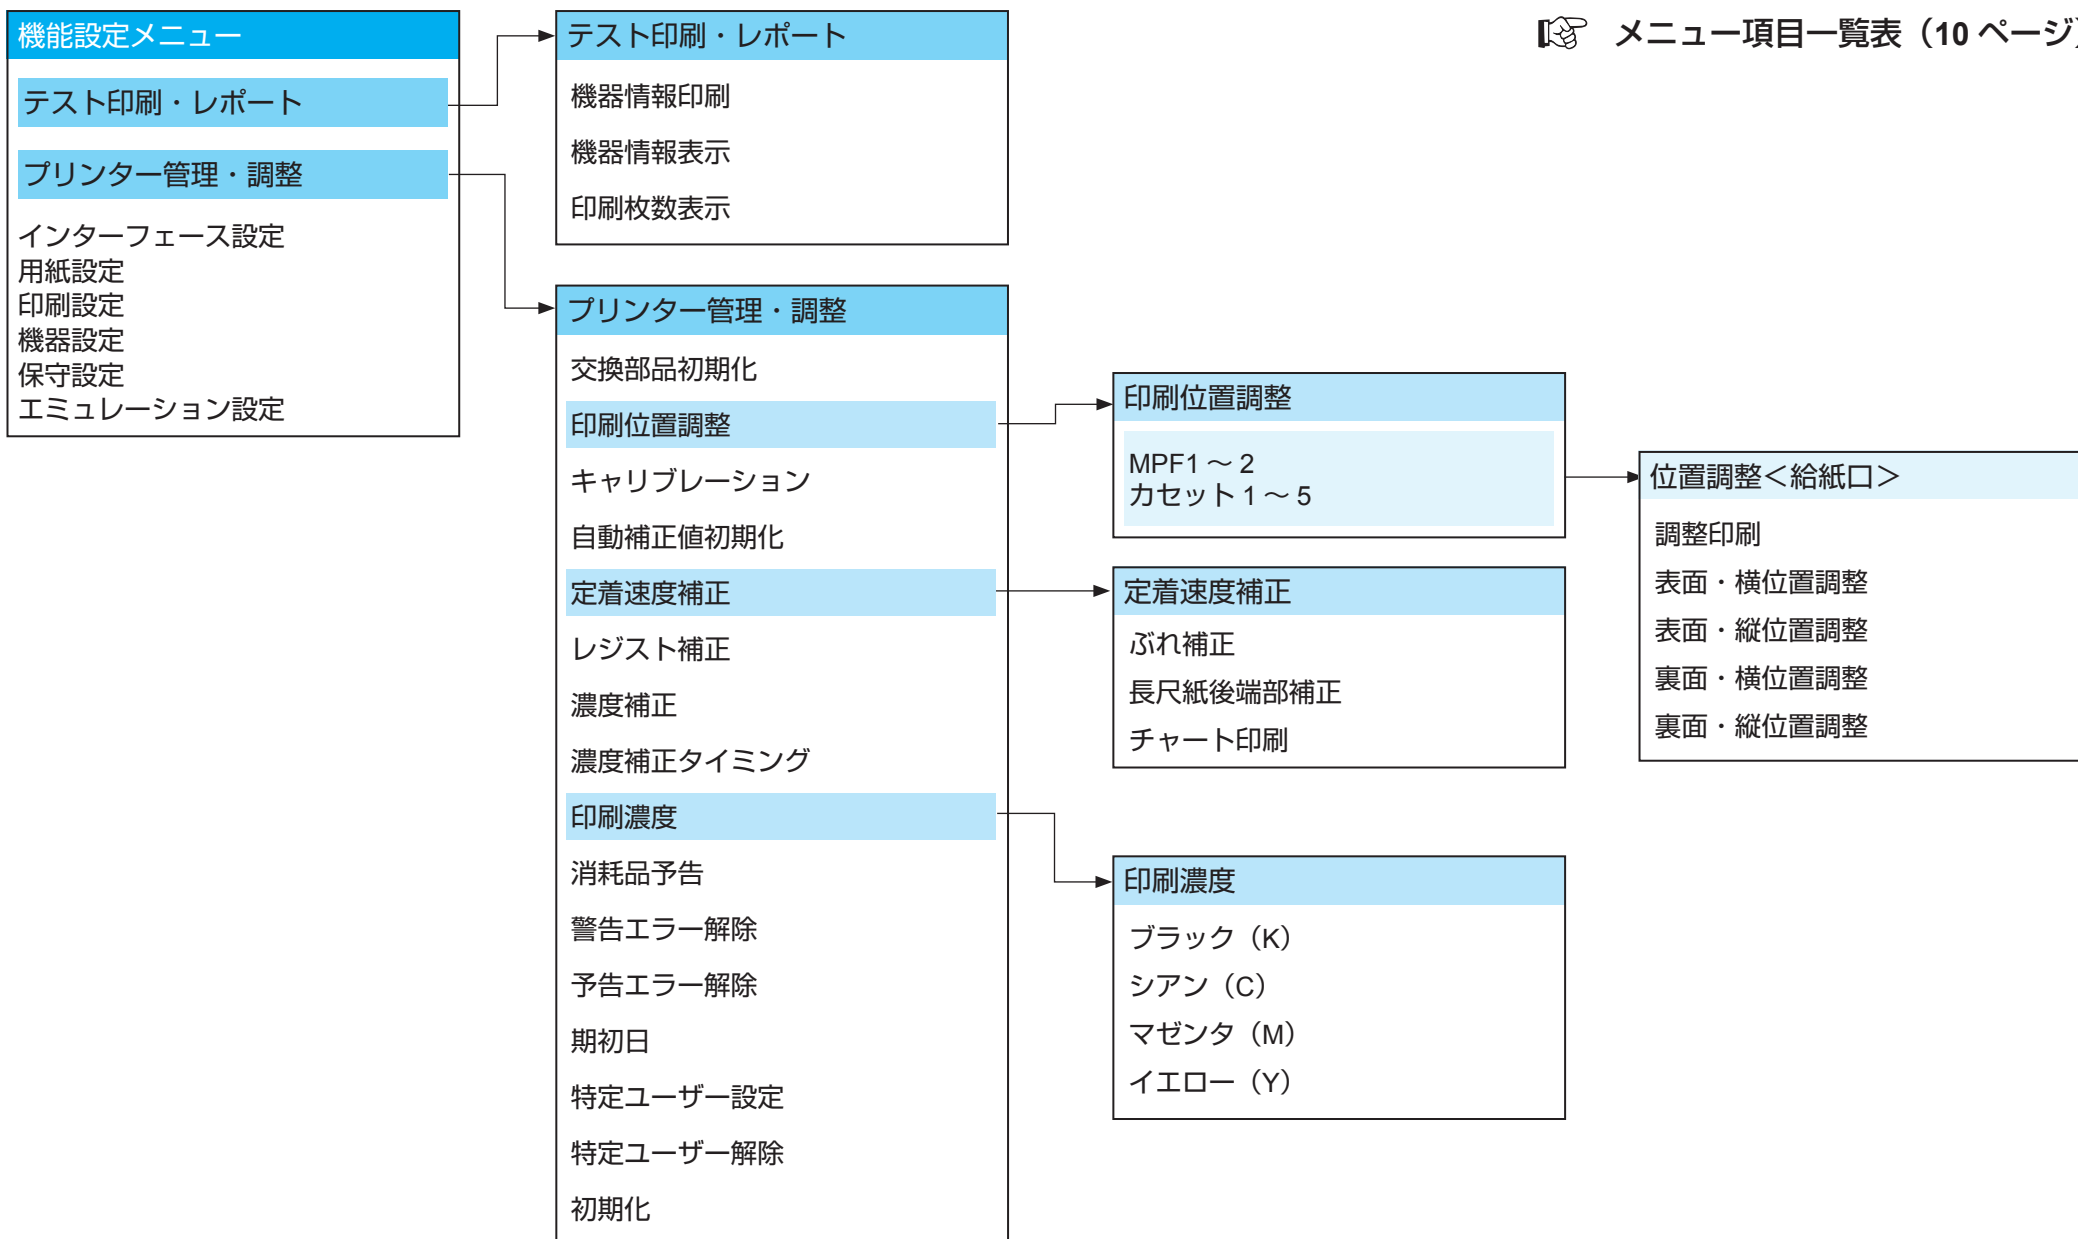 機能設定メニュー
テスト印刷・レポート
プリンター管理・調整
インターフェース設定
用紙設定
印刷設定
機器設定
保守設定
エミュレーション設定
テスト印刷・レポート
機器情報印刷
機器情報表示
印刷枚数表示
☞ メニュー項目一覧表（10 ページ）
プリンター管理・調整
交換部品初期化
印刷位置調整
キャリブレーション
自動補正値初期化
定着速度補正
レジスト補正
濃度補正
濃度補正タイミング
印刷濃度
消耗品予告
警告エラー解除
予告エラー解除
期初日
特定ユーザー設定
特定ユーザー解除
初期化
印刷位置調整
MPF1 ～ 2
カセット 1 ～ 5
位置調整＜給紙口＞
調整印刷
表面・横位置調整
表面・縦位置調整
裏面・横位置調整
裏面・縦位置調整
定着速度補正
ぶれ補正
長尺紙後端部補正
チャート印刷
印刷濃度
ブラック（K）
シアン（C）
マゼンタ（M）
イエロー（Y）